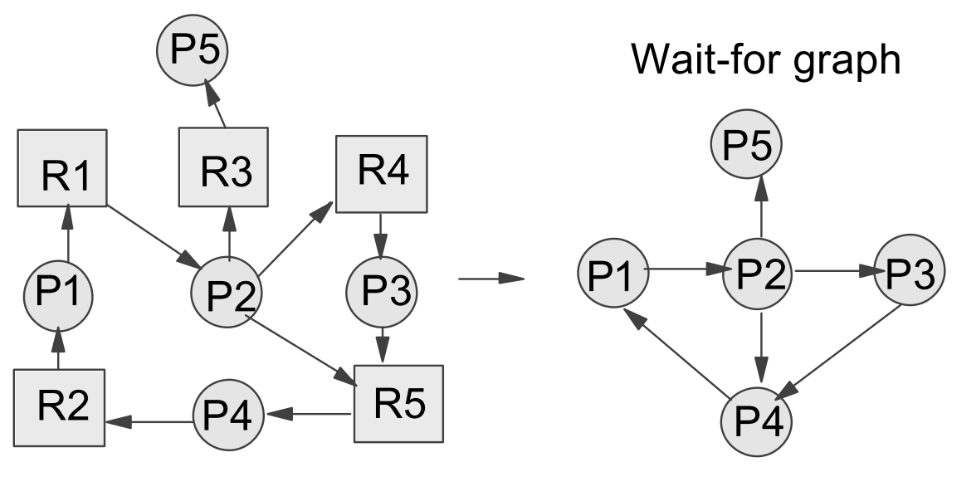 P5
R1
R3
R4
P1
P2
P3
R2
P4
R5
Wait-for graph
P5
P1
P2
P3
P4